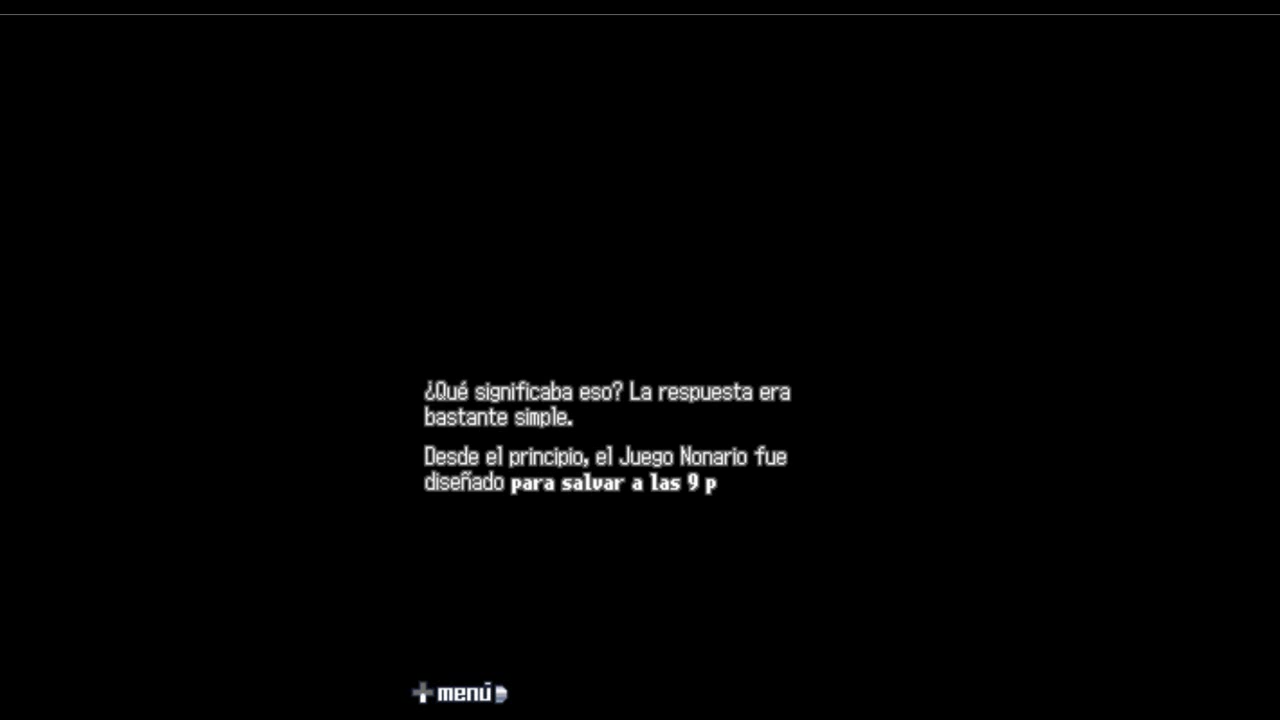 ¿Qué significaba eso? La respuesta era
bastante simple.
Desde el principio, el Juego Nonario fue
diseñado para salvar a las 9 p
menú